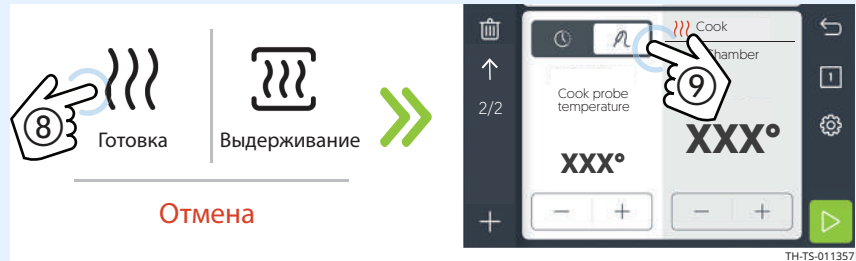 8
Готовка
Выдерживание
Отмена
2/2
Cook probe
temperature
XXX°
Cook
Chamber
XXX°
9
1
TH-TS-011357